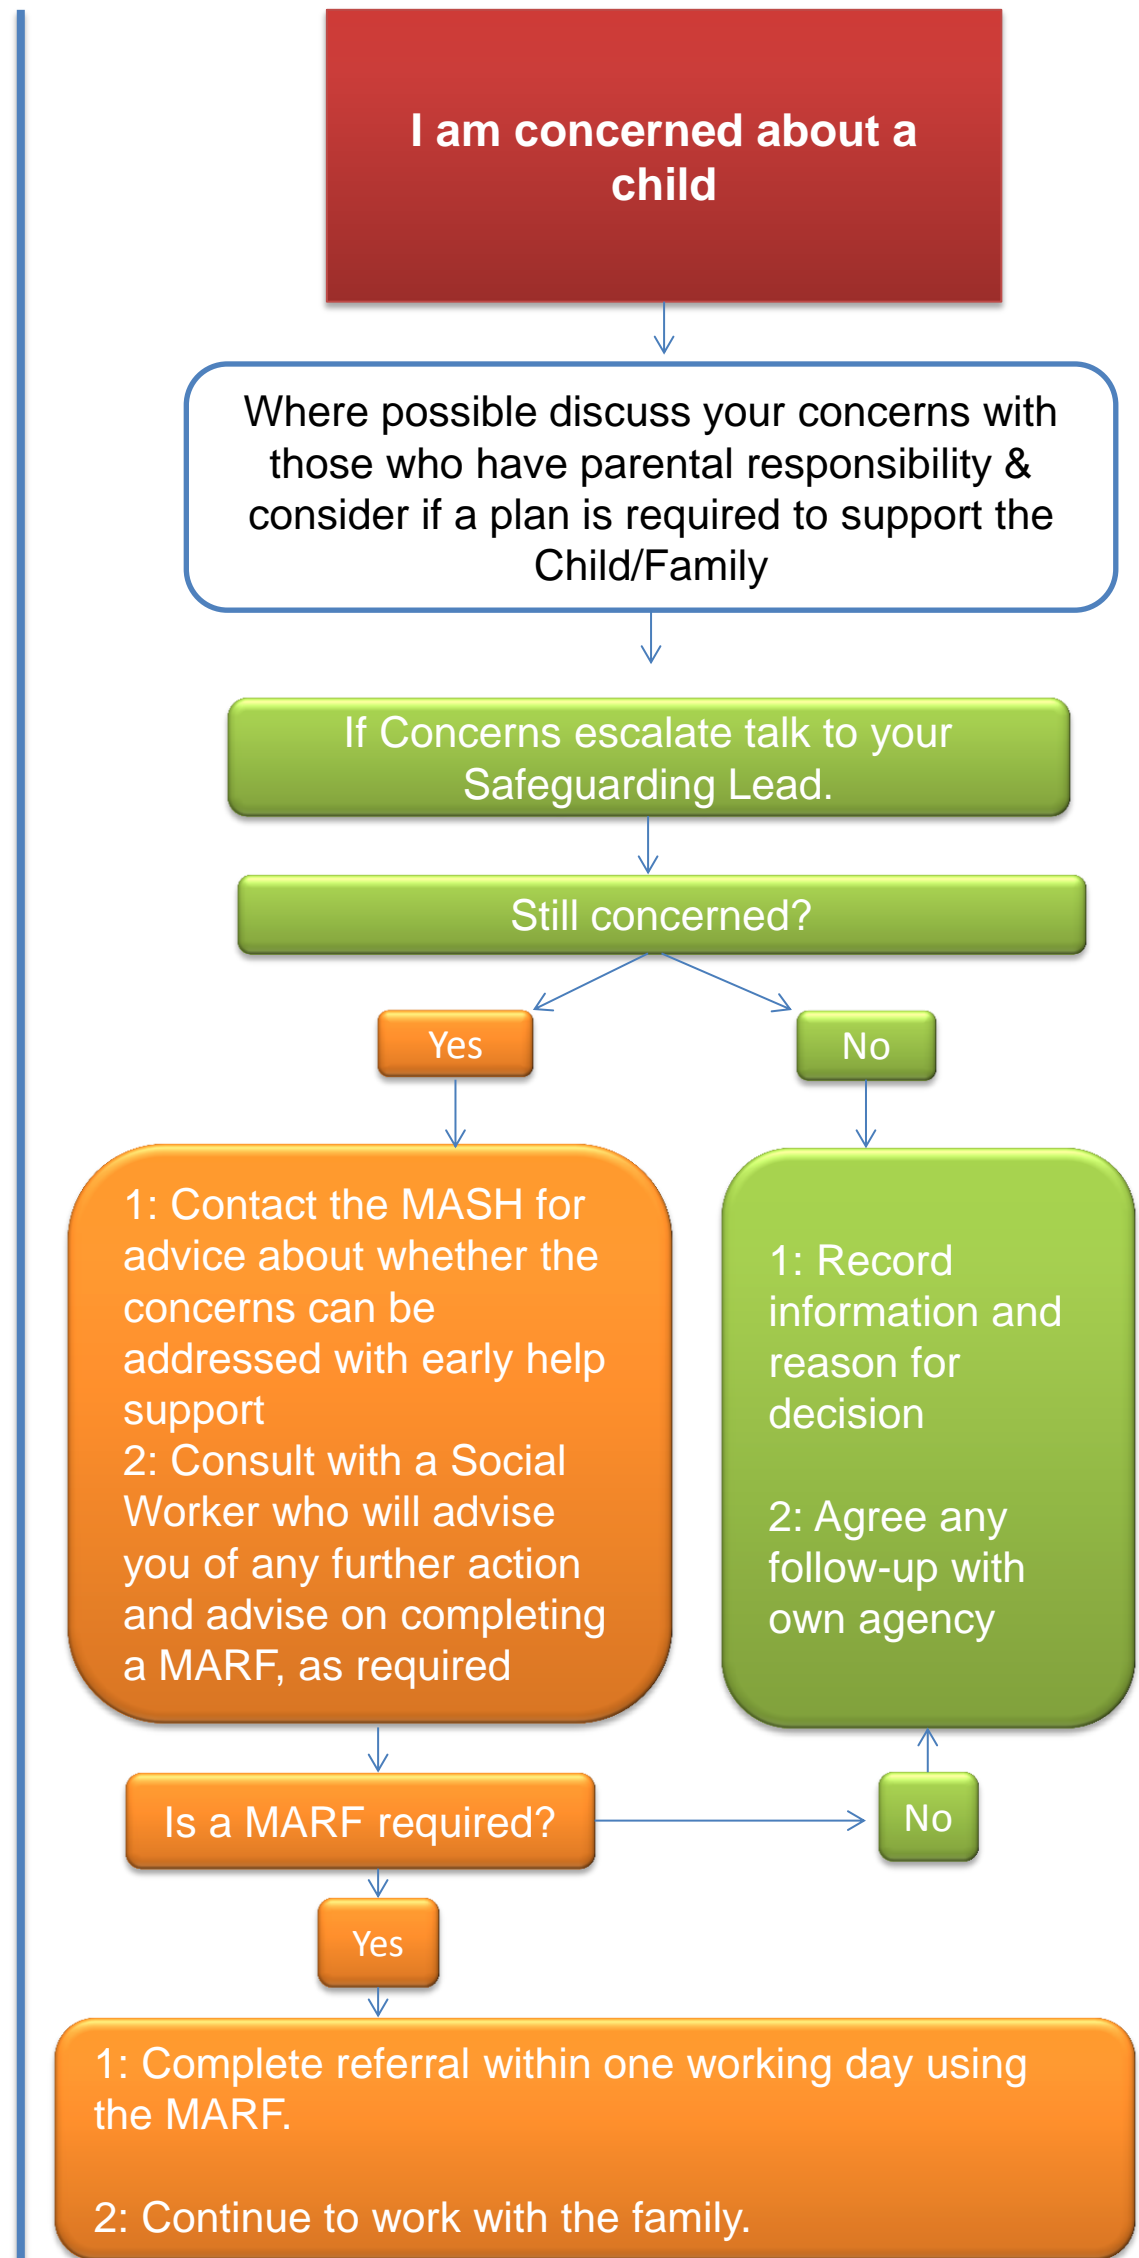 I am concerned about a
child
Where possible discuss your concerns with
those who have parental responsibility &
consider if a plan is required to support the
Child/Family
If Concerns escalate talk to your
Safeguarding Lead.
Still concerned?
Yes
No
1: Contact the MASH for
advice about whether the
concerns can be
addressed with early help
support
2: Consult with a Social
Worker who will advise
you of any further action
and advise on completing
a MARF, as required
1: Record
information and
reason for
decision
2: Agree any
follow-up with
own agency
Is a MARF required?
No
Yes
1: Complete referral within one working day using
the MARF.
2: Continue to work with the family.